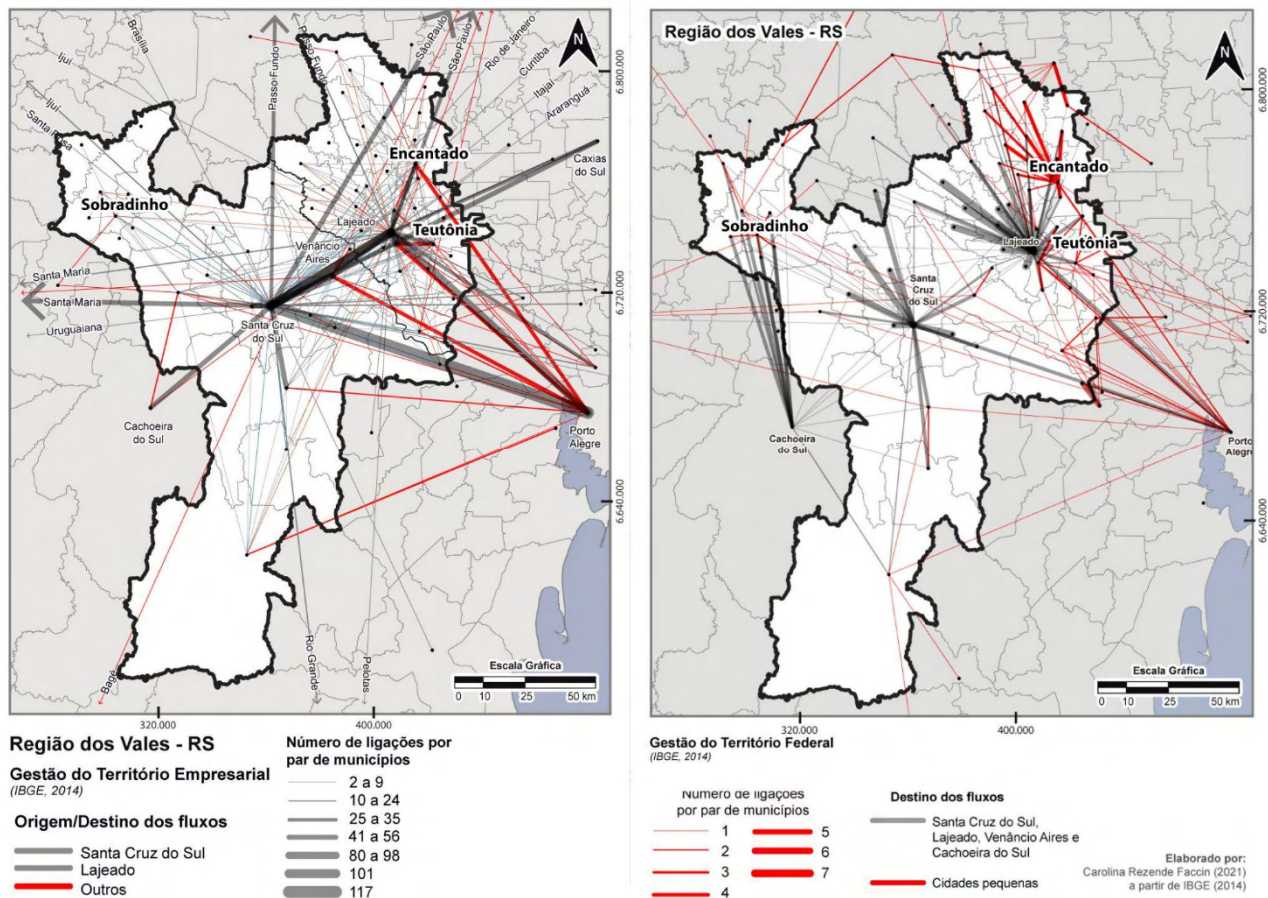 Brasília
Ijuí
Ijuí
Santa Rosa
Passo Fundo
Passo Fundo
São Paulo
São Paulo
Rio de Janeiro
Curitiba
Itajaí
Araranguá
N
6.800.000
Encantado
Caxias
do Sul
Sobradinho
Lajeado
Teutônia
Venâncio
Aires
Santa Maria
Santa Maria
6.720.000
Uruguaiana
Santa Cruz
do Sul
Cachoeira
do Sul
Porto
Alegre
6.640.000
Bagé
Rio Grande
Pelotas
Escala Gráfica
0 10 25 50 km
320.000 400.000
Região dos Vales - RS
Gestão do Território Empresarial
(IBGE, 2014)
Origem/Destino dos fluxos
Santa Cruz do Sul
Lajeado
Outros
Número de ligações por
par de municípios
2 a 9
10 a 24
25 a 35
41 a 56
80 a 98
101
117
Região dos Vales - RS
N
6.800.000
Encantado
Sobradinho
Lajeado
Teutônia
Santa
Cruz
do Sul
6.720.000
Cachoeira
do Sul
Porto
Alegre
6.640.000
Escala Gráfica
0 10 25 50 km
320.000 400.000
Gestão do Território Federal
(IBGE, 2014)
Número de ligações
por par de municípios
1
2
3
4
5
6
7
Destino dos fluxos
Santa Cruz do Sul,
Lajeado, Venâncio Aires e
Cachoeira do Sul
Cidades pequenas
Elaborado por:
Carolina Rezende Faccin (2021)
a partir de IBGE (2014)